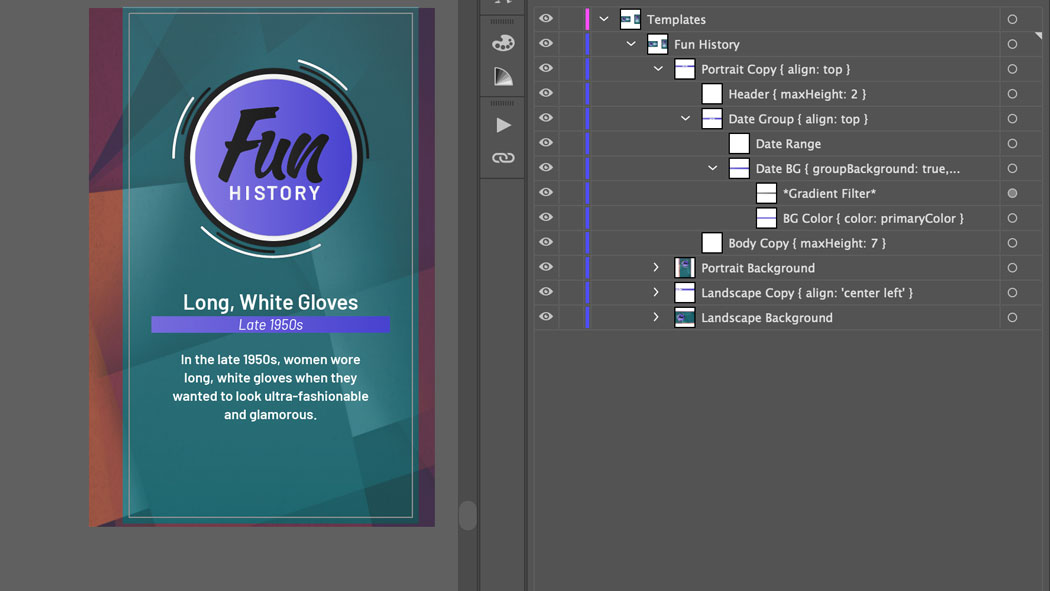 Fun
HISTORY
Long, White Gloves
Late 1950s
In the late 1950s, women wore
long, white gloves when they
wanted to look ultra-fashionable
and glamorous.
Templates
Fun History
Portrait Copy { align: top }
Header { maxHeight: 2 }
Date Group { align: top }
Date Range
Date BG { groupBackground: true,...
*Gradient Filter*
BG Color { color: primaryColor }
Body Copy { maxHeight: 7 }
Portrait Background
Landscape Copy { align: 'center left' }
Landscape Background